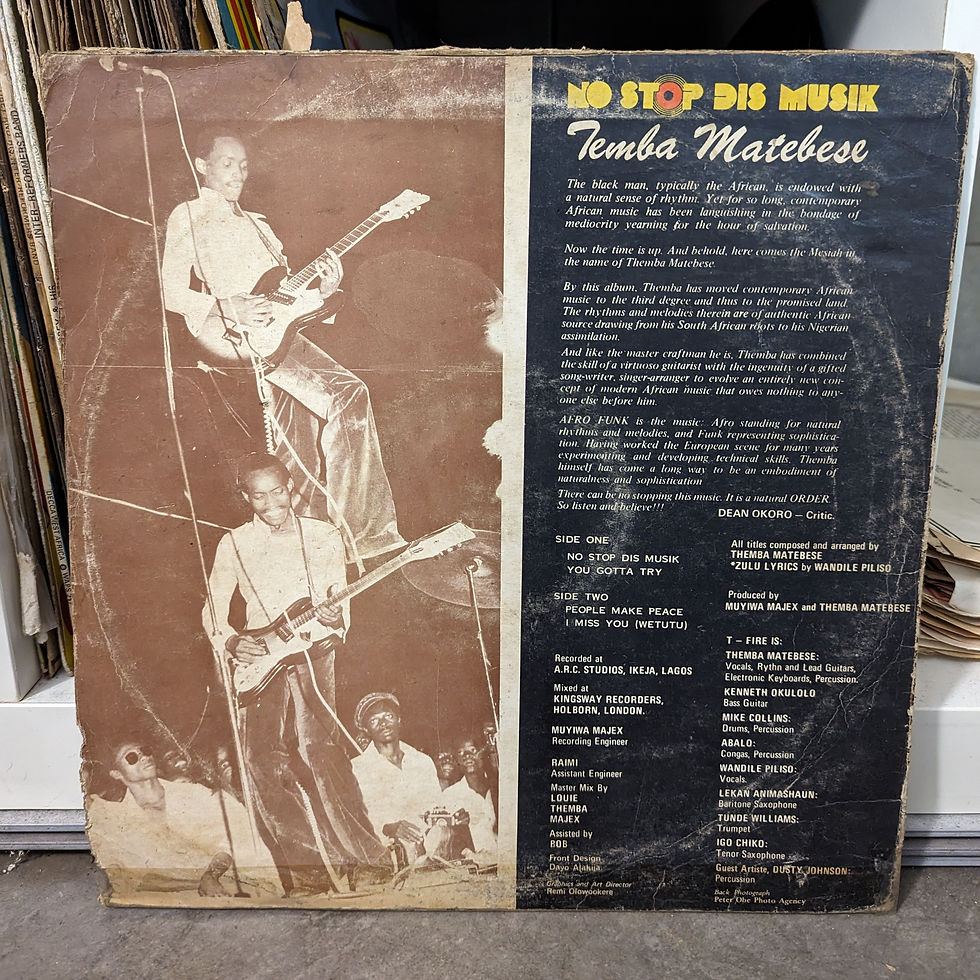 INTER-REFORMERS BAND
NO STOP DIS MUSIK
Temba Matebese
The black man, typically the African, is endowed with
a natural sense of rhythm. Yet for so long, contemporary
African music has been languishing in the bondage of
mediocrity yearning for the hour of salvation.
Now the time is up. And behold, here comes the Mesiah in
the name of Themba Matebese.
By this album, Themba has moved contemporary African
music to the third degree and thus to the promised land.
The rhythms and melodies therein are of authentic African
source drawing from his South African roots to his Nigerian
assimilation.
And like the master craftman he is, Themba has combined
the skill of a virtuoso guitarist with the ingenuity of a gifted
song-writer, singer-arranger to evolve an entirely new con-
cept of modern African music that owes nothing to any-
one else before him.
AFRO FUNK is the music. Afro standing for natural
rhythms and melodies, and Funk representing sophistica-
tion. Having worked the European scene for many years
experimenting and developing technical skills, Themba
himself has come a long way to be an embodiment of
naturalness and sophistication
There can be no stopping this music. It is a natural ORDER.
So listen and believe!!!
DEAN OKORO — Critic.
SIDE ONE
NO STOP DIS MUSIK
YOU GOTTA TRY
SIDE TWO
PEOPLE MAKE PEACE
I MISS YOU (WETUTU)
Recorded at
A.R.C. STUDIOS, IKEJA, LAGOS
Mixed at
KINGSWAY RECORDERS,
HOLBORN, LONDON.
MUYIWA MAJEX
Recording Engineer
RAIMI
Assistant Engineer
Master Mix By
LOUIE
THEMBA
MAJEX
Assisted by
BOB
Front Design
Dayo Alakija
Graphics and Art Director
Remi Olowookere
All titles composed and arranged by
THEMBA MATEBESE
*ZULU LYRICS by WANDILE PILISO
Produced by
MUYIWA MAJEX and THEMBA MATEBESE
T – FIRE IS:
THEMBA MATEBESE:
Vocals, Rythn and Lead Guitars,
Electronic Keyboards, Percussion.
KENNETH OKULOLO
Bass Guitar
MIKE COLLINS:
Drums, Percussion
ABALO:
Congas, Percussion
WANDILE PILISO:
Vocals.
LEKAN ANIMASHAUN:
Baritone Saxophone
TUNDE WILLIAMS:
Trumpet
IGO CHIKO:
Tenor Saxophone
Guest Artiste, DUSTY JOHNSON:
Percussion
Back Photograph
Peter Obe Photo Agency